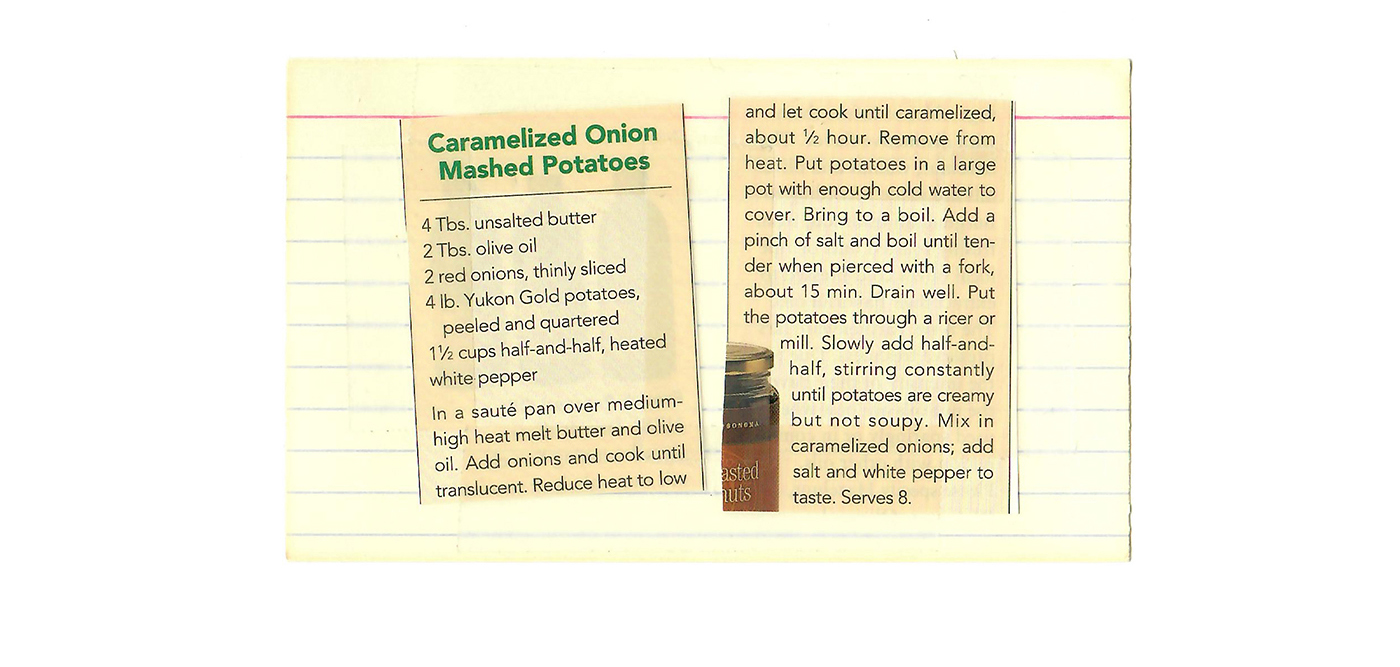 Caramelized Onion
Mashed Potatoes
4 Tbs. unsalted butter
2 Tbs. olive oil
2 red onions, thinly sliced
4 lb. Yukon Gold potatoes,
peeled and quartered
1½ cups half-and-half, heated
white pepper
In a sauté pan over medium-
high heat melt butter and olive
oil. Add onions and cook until
translucent. Reduce heat to low
and let cook until caramelized,
about ½ hour. Remove from
heat. Put potatoes in a large
pot with enough cold water to
cover. Bring to a boil. Add a
pinch of salt and boil until ten-
der when pierced with a fork,
about 15 min. Drain well. Put
the potatoes through a ricer or
mill. Slowly add half-and-
half, stirring constantly
until potatoes are creamy
but not soupy. Mix in
caramelized onions; add
salt and white pepper to
taste. Serves 8.
asted
nuts